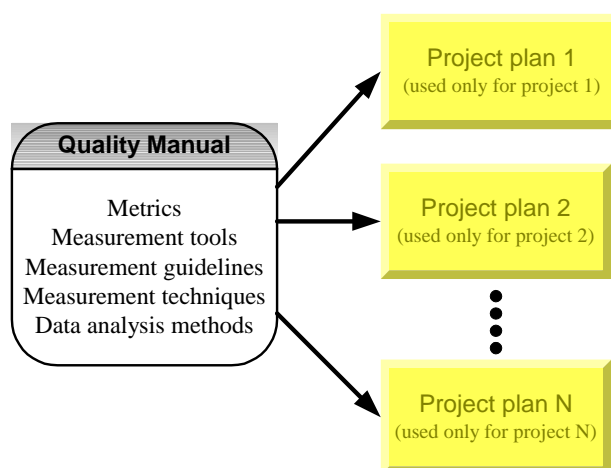 Quality Manual
Metrics
Measurement tools
Measurement guidelines
Measurement techniques
Data analysis methods
Project plan 1
(used only for project 1)
Project plan 2
(used only for project 2)
Project plan N
(used only for project N)